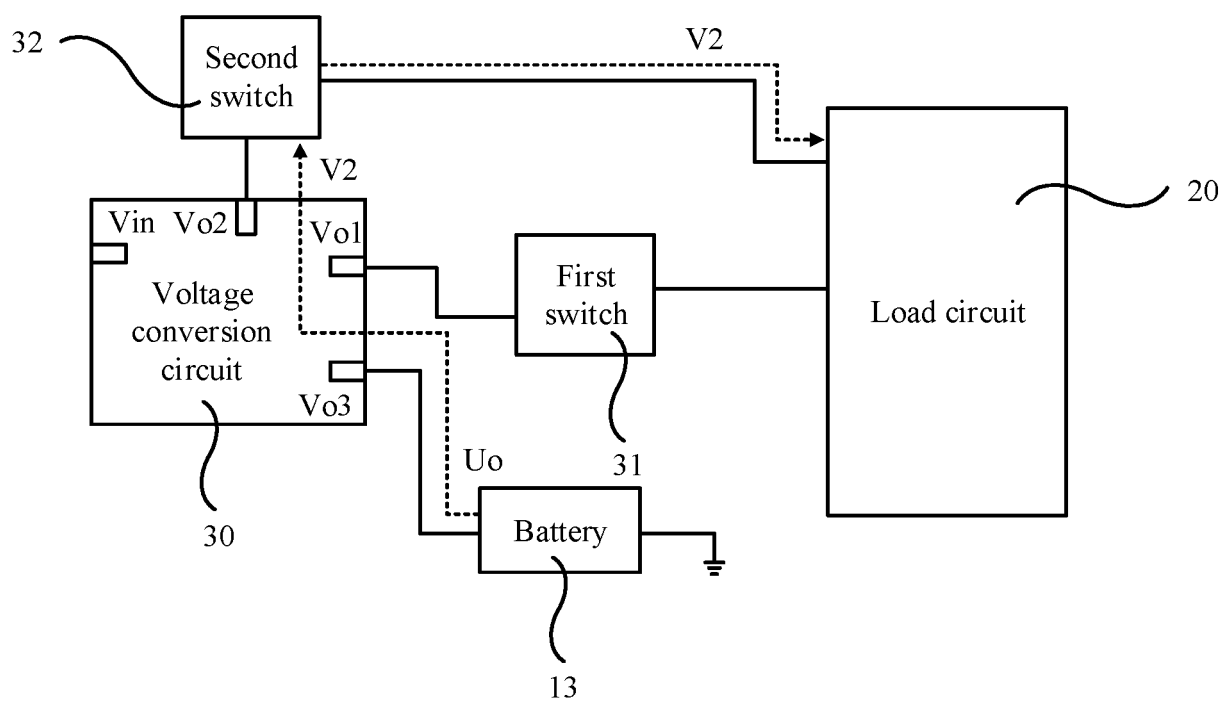 32
Second
switch
V2
V2
Vin
Vo2
Vo1
Voltage
conversion
circuit
Vo3
First
switch
Load circuit
20
31
30
Uo
Battery
13